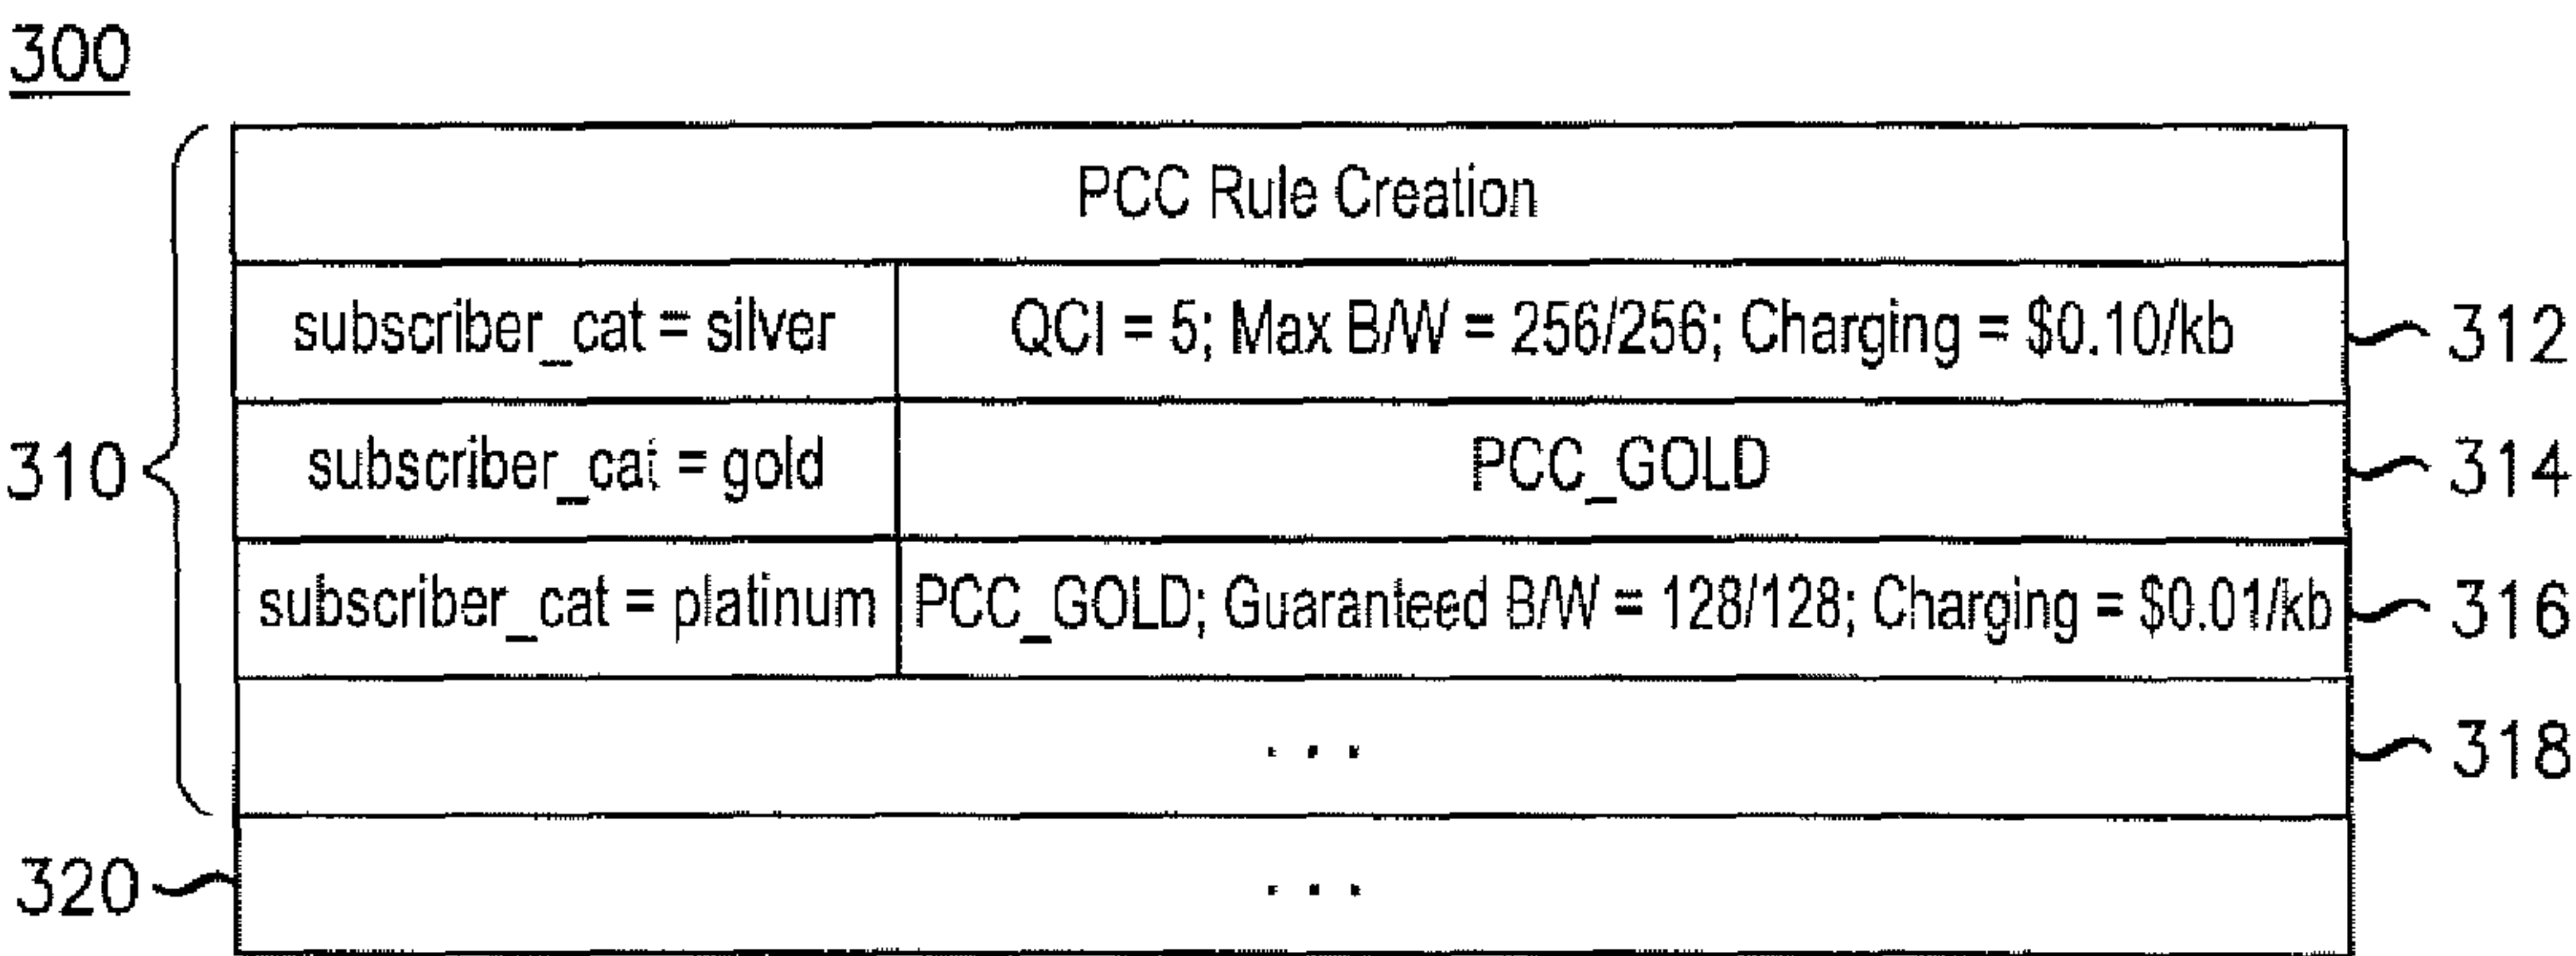 300
PCC Rule Creation
subscriber_cat = silver QCI = 5; Max B/W = 256/256; Charging = $0.10/kb 312
310 subscriber_cat = gold PCC_GOLD 314
subscriber_cat = platinum PCC_GOLD; Guaranteed B/W = 128/128; Charging = $0.01/kb 316
. . . 318
320 . . .